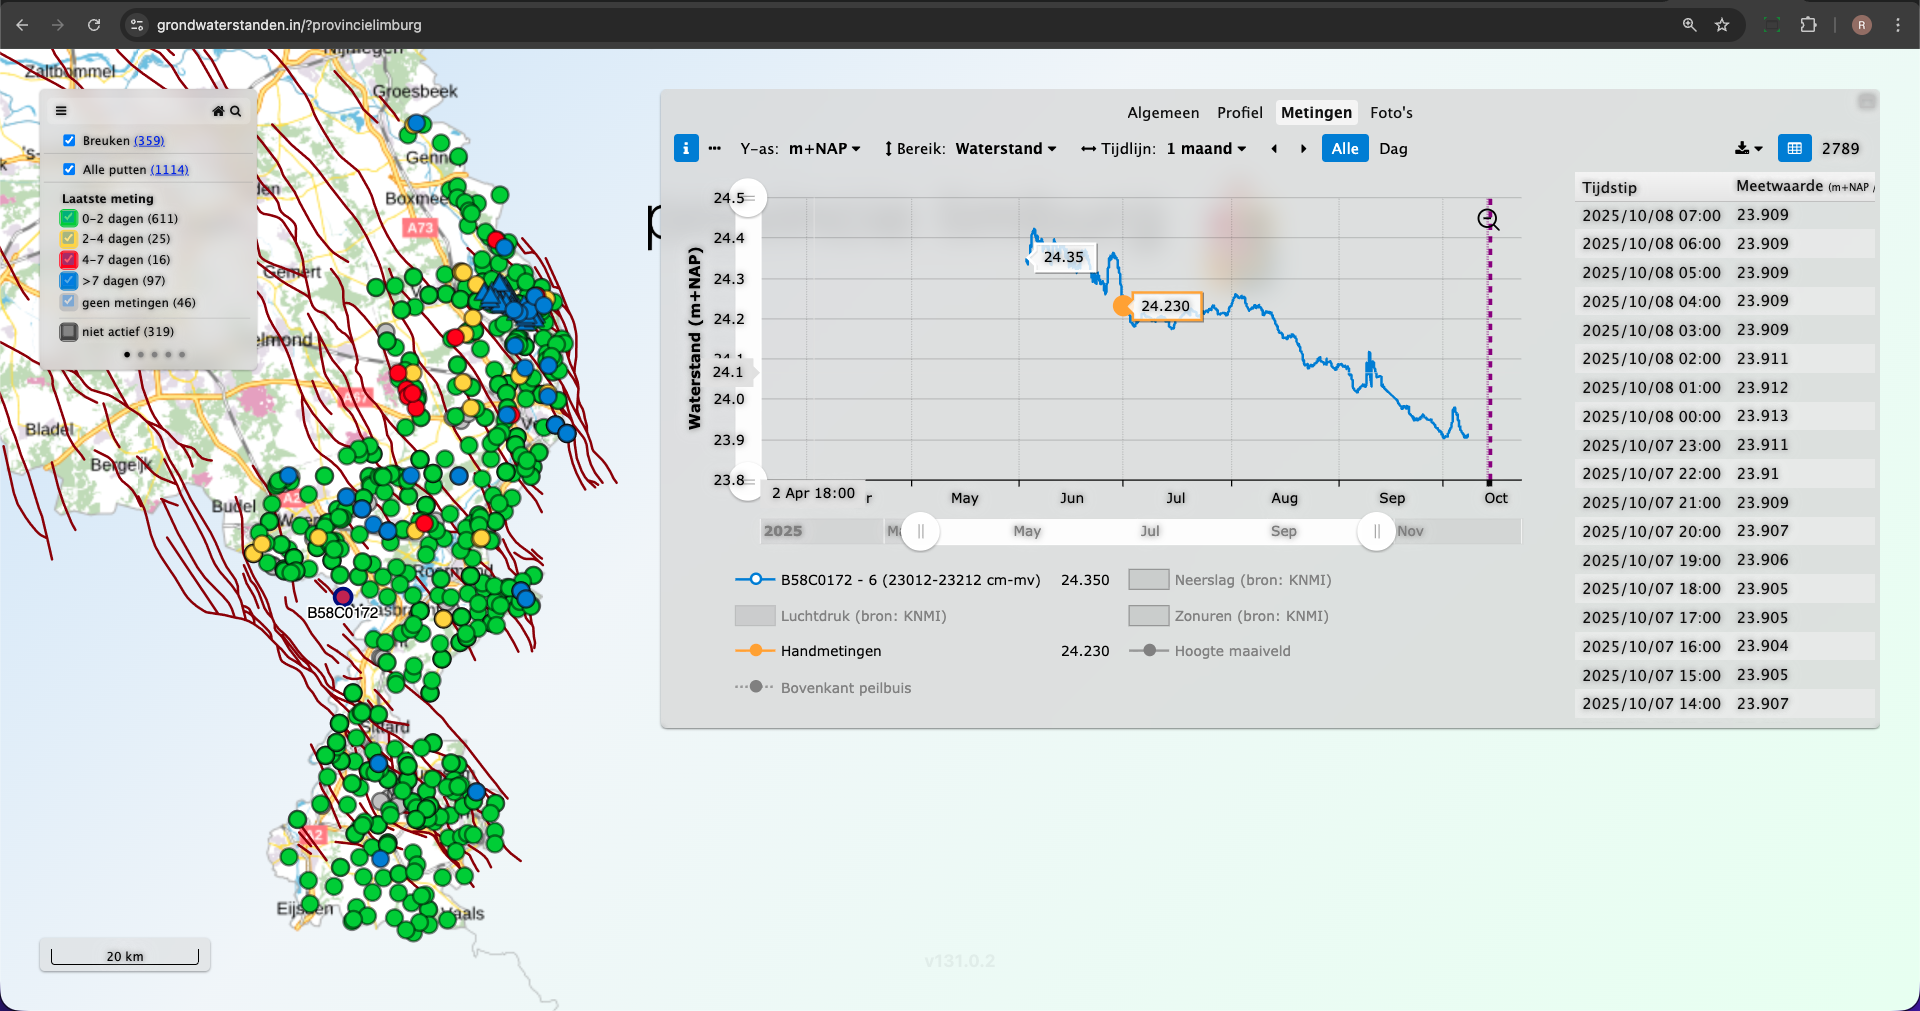 grondwaterstanden.in/?provincielimburg
R
Zaltbommel
Groesbeek
Breuken (359)
Alle putten (1114)
Laatste meting
0-2 dagen (611)
2-4 dagen (25)
4-7 dagen (16)
>7 dagen (97)
geen metingen (46)
niet actief (319)
Boxmee
A73
Gemert
elmond
Bladel
Bergeijk
Budel
A2
B58C0172
Sittard
A2
Vaals
20 km
Algemeen Profiel Metingen Foto's
i ··· Y-as: m+NAP Bereik: Waterstand Tijdlijn: 1 maand Alle Dag 2789
Waterstand (m+NAP)
24.5
24.4
24.3
24.2
24.1
24.0
23.9
23.8
24.35
24.230
2 Apr 18:00 r May Jun Jul Aug Sep Oct
2025 Ma May Jul Sep Nov
B58C0172 - 6 (23012-23212 cm-mv) 24.350 Neerslag (bron: KNMI)
Luchtdruk (bron: KNMI) Zonuren (bron: KNMI)
Handmetingen 24.230 Hoogte maaiveld
Bovenkant peilbuis
Tijdstip Meetwaarde (m+NAP /
2025/10/08 07:00 23.909
2025/10/08 06:00 23.909
2025/10/08 05:00 23.909
2025/10/08 04:00 23.909
2025/10/08 03:00 23.909
2025/10/08 02:00 23.911
2025/10/08 01:00 23.912
2025/10/08 00:00 23.913
2025/10/07 23:00 23.911
2025/10/07 22:00 23.91
2025/10/07 21:00 23.909
2025/10/07 20:00 23.907
2025/10/07 19:00 23.906
2025/10/07 18:00 23.905
2025/10/07 17:00 23.905
2025/10/07 16:00 23.904
2025/10/07 15:00 23.905
2025/10/07 14:00 23.907
v131.0.2